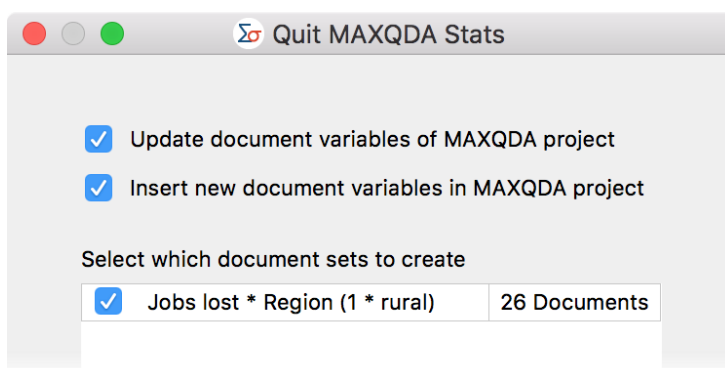 Σσ Quit MAXQDA Stats
Update document variables of MAXQDA project
Insert new document variables in MAXQDA project
Select which document sets to create
Jobs lost * Region (1 * rural) 26 Documents